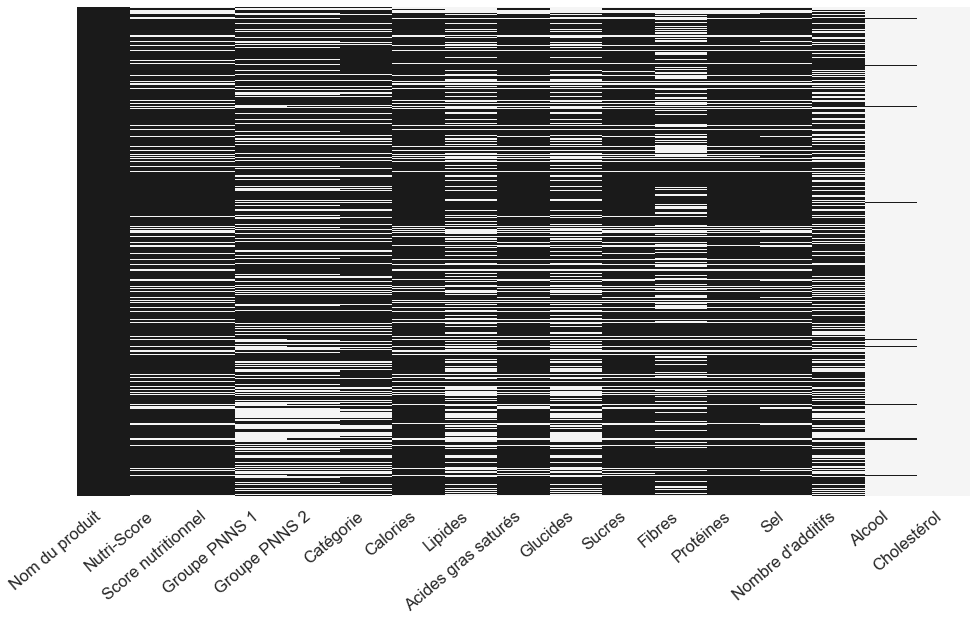 Nom du produit
Nutri-Score
Score nutritionnel
Groupe PNNS 1
Groupe PNNS 2
Catégorie
Calories
Lipides
Acides gras saturés
Glucides
Sucres
Fibres
Protéines
Sel
Nombre d'additifs
Alcool
Cholestérol